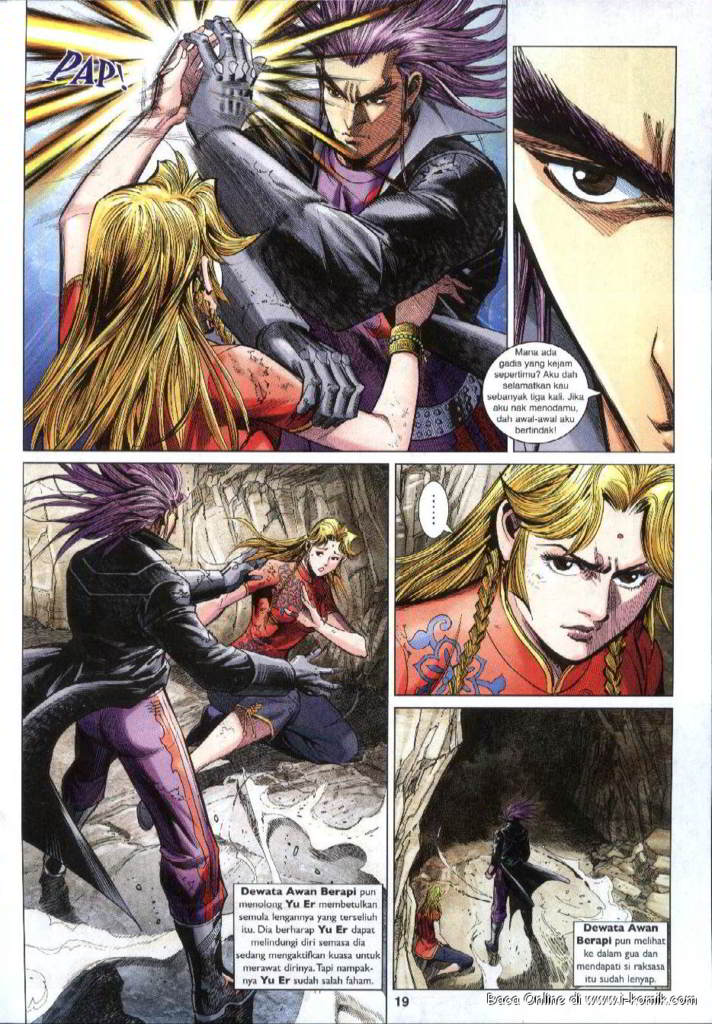 PAP!
Mana ada
gadis yang kejam
sepertimu? Aku dah
selamatkan kau
sebanyak tiga kali. Jika
aku nak menodamu,
dah awal-awal aku
bertindak!
......
Dewata Awan Berapi pun
menolong Yu Er membetulkan
semula lengannya yang terseliuh
itu. Dia berharap Yu Er dapat
melindungi diri semasa dia
sedang mengaktifkan kuasa untuk
merawat dirinya. Tapi nampak-
nya Yu Er sudah salah faham.
Dewata Awan
Berapi pun melihat
ke dalam gua dan
mendapati si raksasa
itu sudah lenyap.
19
Baca Online di www.i-komik.com